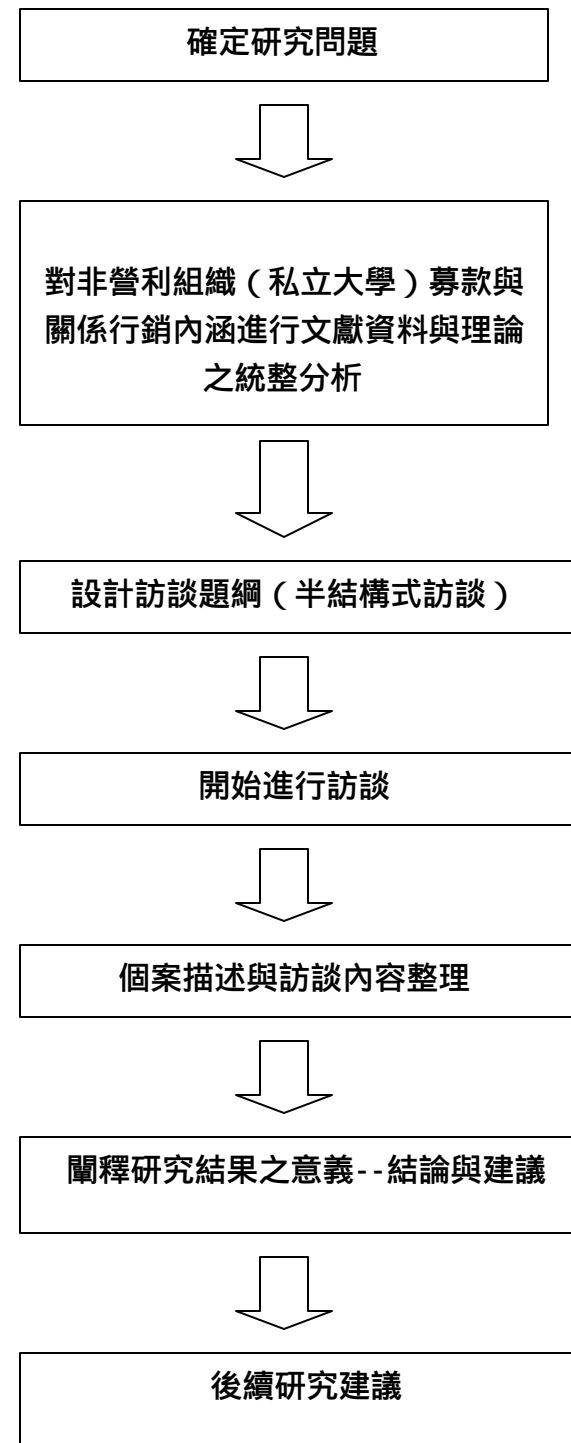 確定研究問題
對非營利組織（私立大學）募款與
關係行銷內涵進行文獻資料與理論
之統整分析
設計訪談題綱（半結構式訪談）
開始進行訪談
個案描述與訪談內容整理
闡釋研究結果之意義--結論與建議
後續研究建議